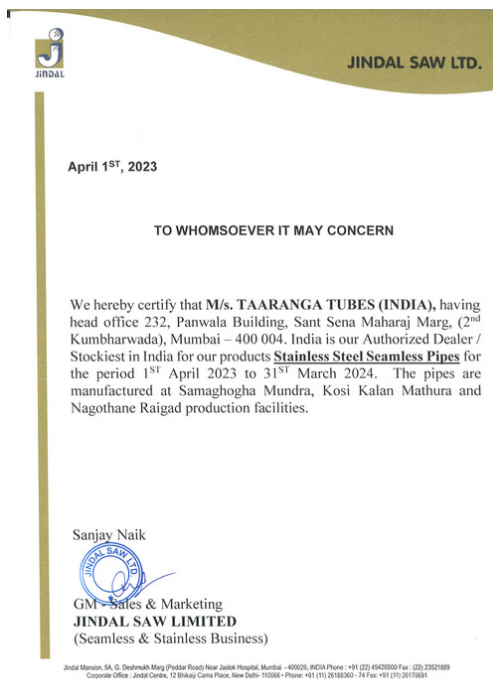 JINDAL
JINDAL SAW LTD.
April 1ST, 2023
TO WHOMSOEVER IT MAY CONCERN
We hereby certify that M/s. TAARANGA TUBES (INDIA), having
head office 232, Panwala Building, Sant Sena Maharaj Marg, (2nd
Kumbharwada), Mumbai – 400 004. India is our Authorized Dealer /
Stockiest in India for our products Stainless Steel Seamless Pipes for
the period 1ST April 2023 to 31ST March 2024. The pipes are
manufactured at Samaghogha Mundra, Kosi Kalan Mathura and
Nagothane Raigad production facilities.
Sanjay Naik
JINDAL SAW LTD.
GM - Sales & Marketing
JINDAL SAW LIMITED
(Seamless & Stainless Business)
Jindal Mansion, 5A, G. Deshmukh Marg (Peddar Road) Near Jaslok Hospital, Mumbai - 400026, INDIA Phone : +91 (22) 45426500 Fax : (22) 23521889
Corporate Office : Jindal Centre, 12 Bhikaiji Cama Place, New Delhi- 110066 • Phone: +91 (11) 26188360 - 74 Fax: +91 (11) 26170691